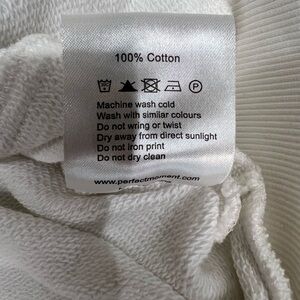 100% Cotton
Machine wash cold
Wash with similar colours
Do not wring or twist
Dry away from direct sunlight
Do not iron print
Do not dry clean
www.perfectmoment.com